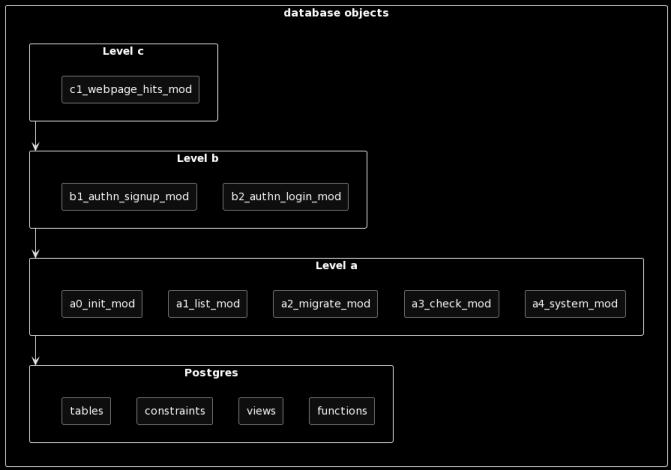 database objects
Level c
c1_webpage_hits_mod
Level b
b1_authn_signup_mod b2_authn_login_mod
Level a
a0_init_mod a1_list_mod a2_migrate_mod a3_check_mod a4_system_mod
Postgres
tables constraints views functions